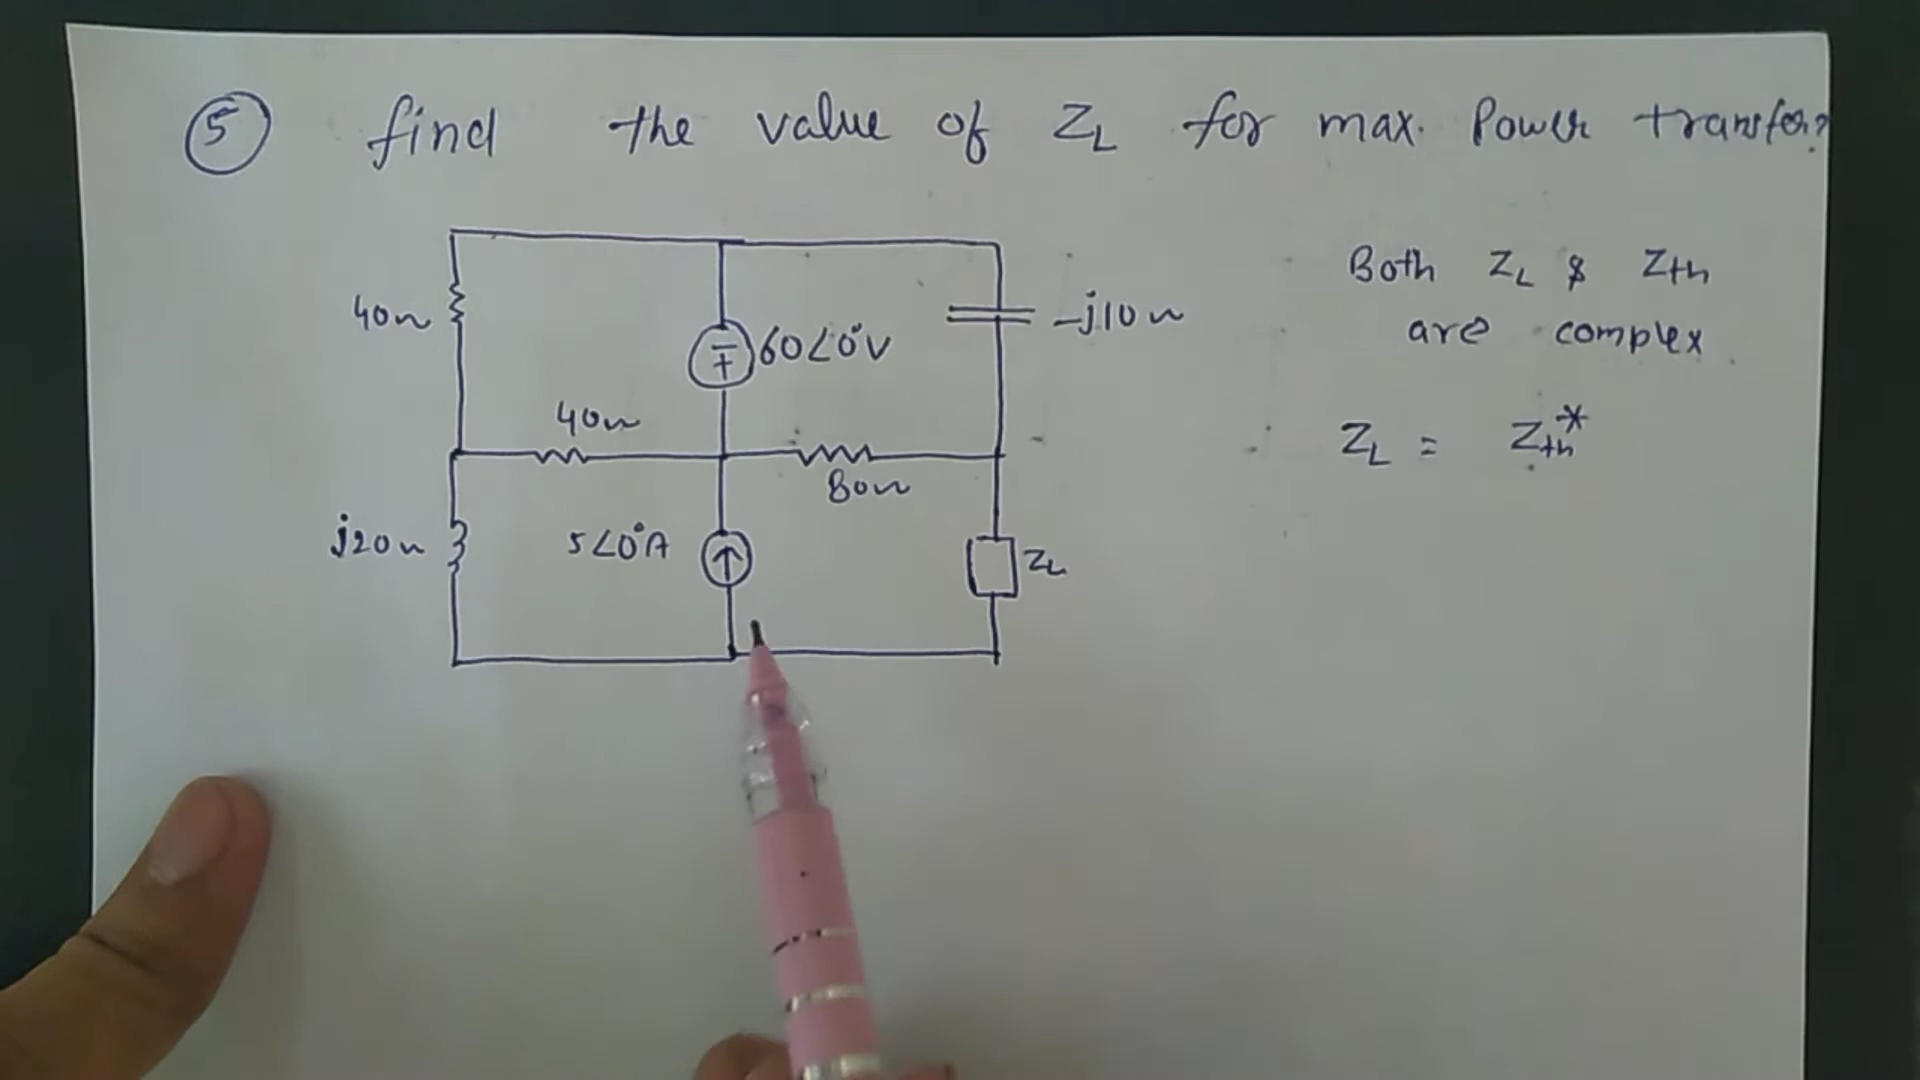 5 find the value of ZL for max. Power transfer?
Both ZL & Zth
are complex
ZL = Zth*
40Ω
60∠0°V
-j10Ω
40Ω
80Ω
j20Ω
5∠0°A
ZL